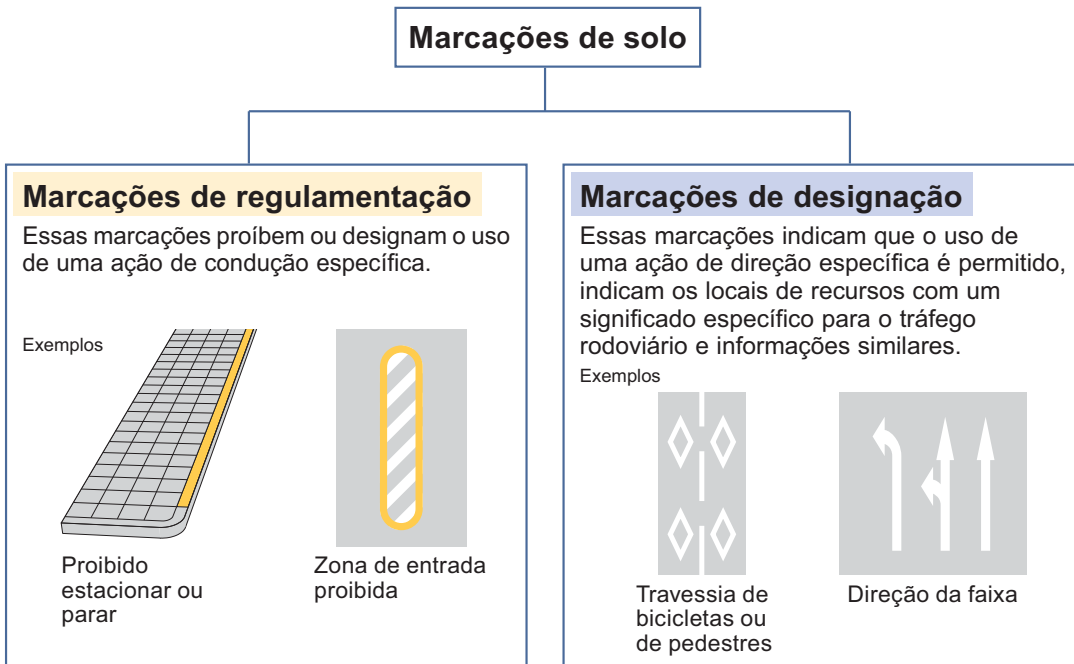 Marcações de solo
Marcações de regulamentação
Essas marcações proíbem ou designam o uso
de uma ação de condução específica.
Exemplos
Proibido
estacionar ou
parar
Zona de entrada
proibida
Marcações de designação
Essas marcações indicam que o uso de
uma ação de direção específica é permitido,
indicam os locais de recursos com um
significado específico para o tráfego
rodoviário e informações similares.
Exemplos
Travessia de
bicicletas ou
de pedestres
Direção da faixa